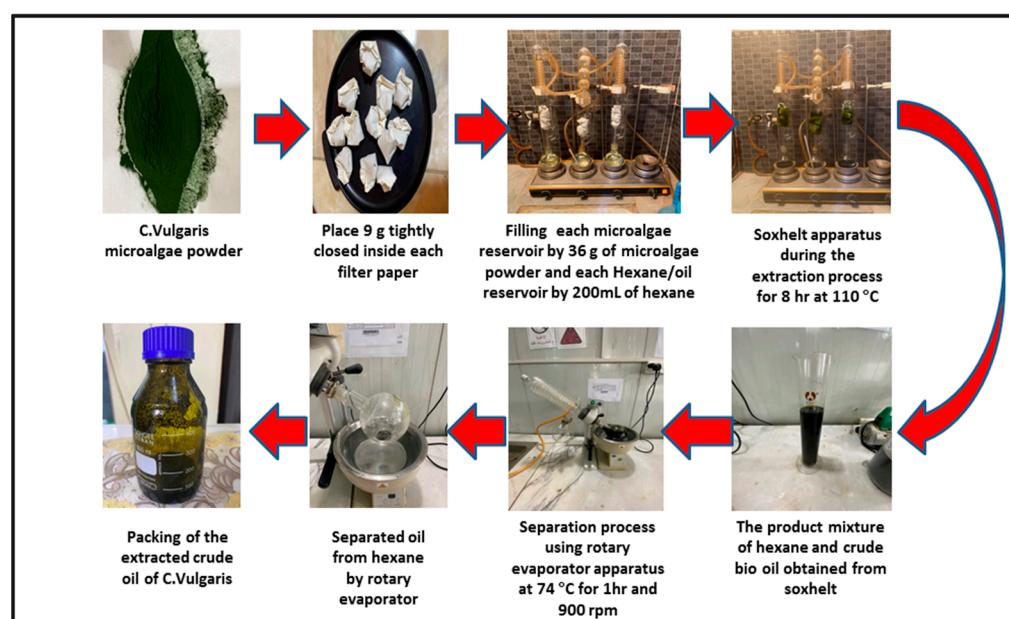 C.Vulgaris
microalgae powder
Place 9 g tightly
closed inside each
filter paper
Filling each microalgae
reservoir by 36 g of microalgae
powder and each Hexane/oil
reservoir by 200mL of hexane
Soxhelt apparatus
during the
extraction process
for 8 hr at 110 °C
The product mixture
of hexane and crude
bio oil obtained from
soxhelt
Separation process
using rotary
evaporator apparatus
at 74 °C for 1hr and
900 rpm
Separated oil
from hexane
by rotary
evaporator
Packing of the
extracted crude
oil of C.Vulgaris